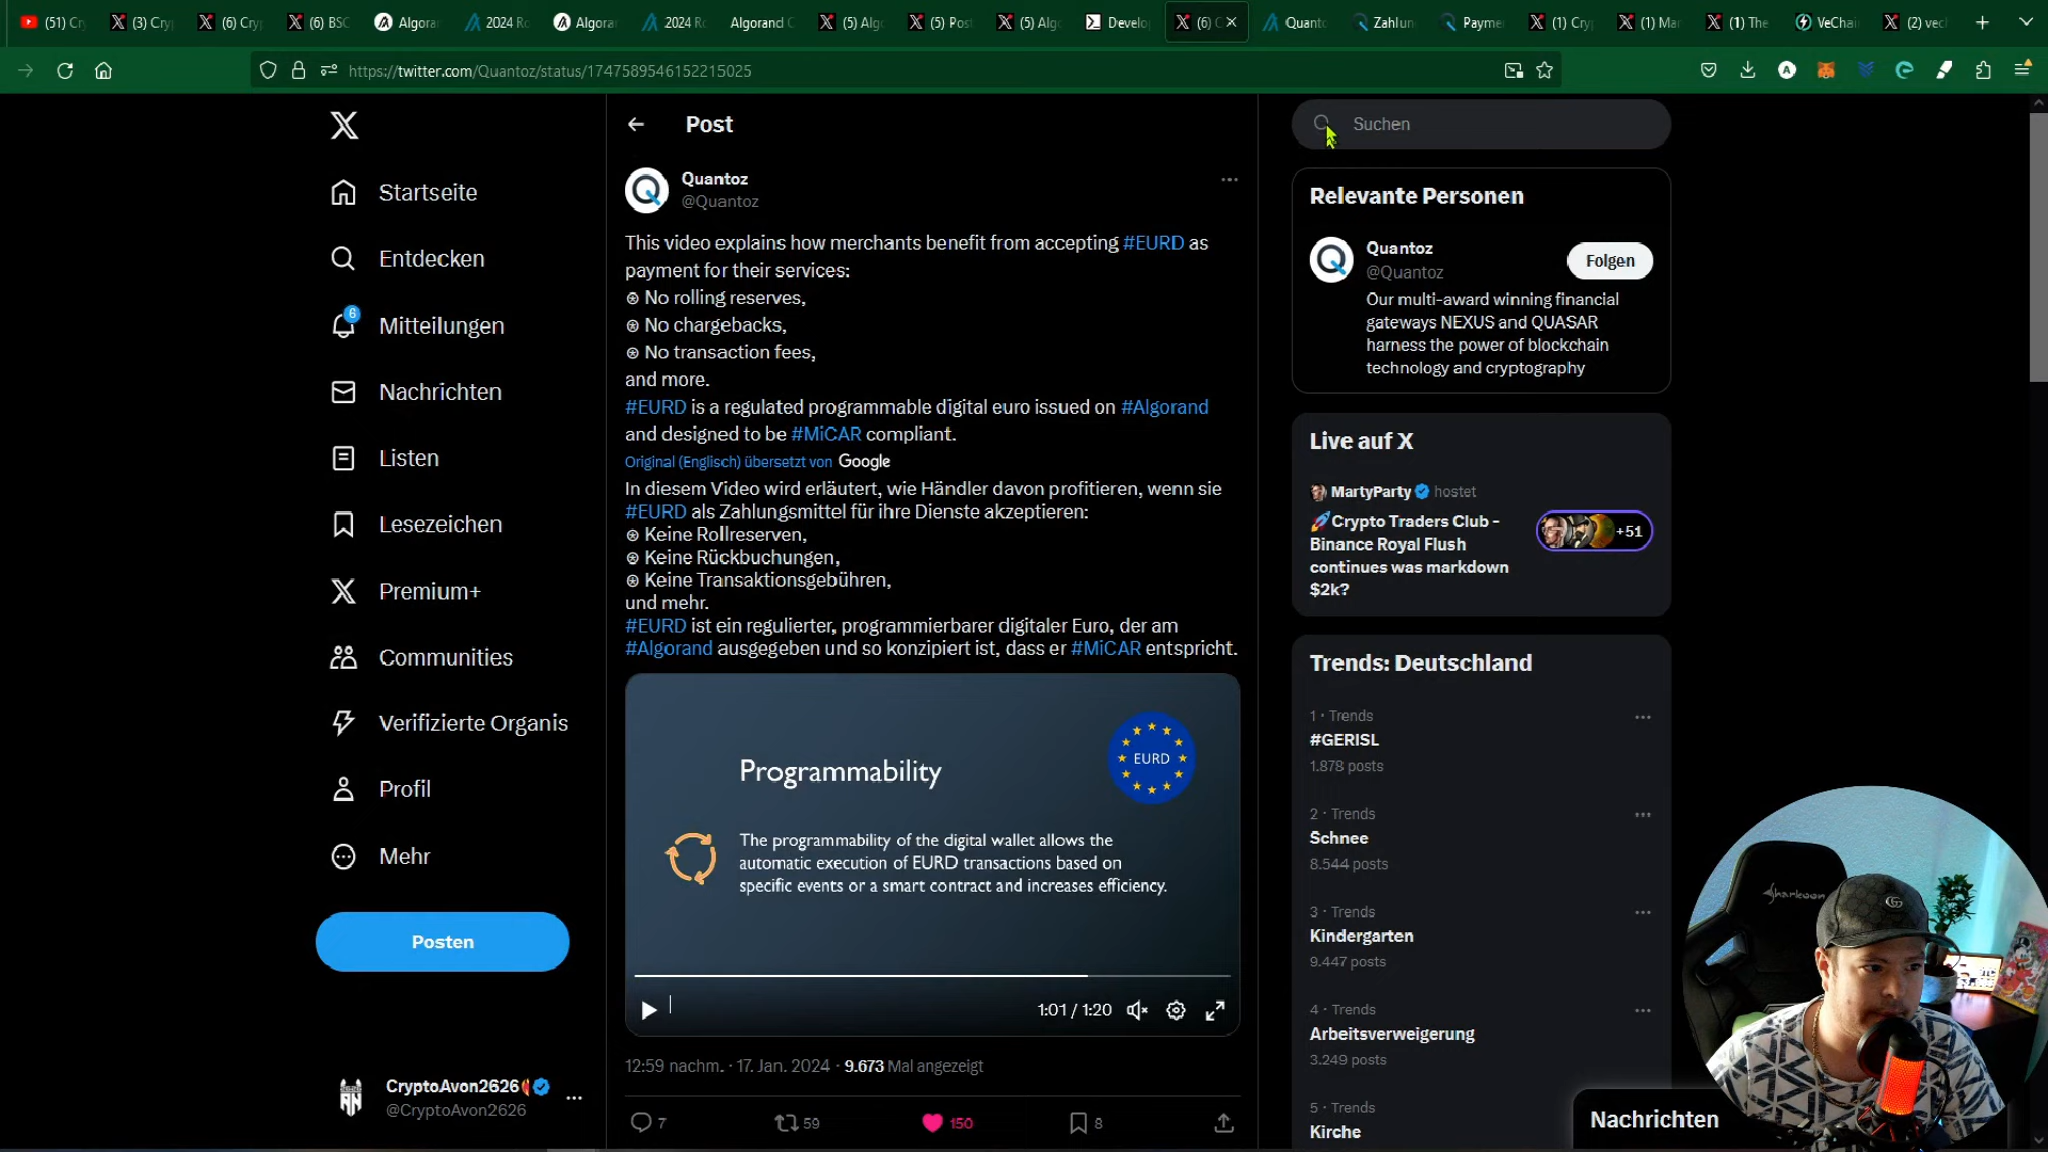 (51) Cry
(3) Cry
(6) Cry
(6) BSC
Algoran
2024 Ro
Algoran
2024 Ro
Algorand C
(5) Alg
(5) Pos
(5) Alg
Develo
(6) C
Quanto
Zahlun
Payme
(1) Cry
(1) Ma
(1) The
VeChai
(2) vec
https://twitter.com/Quantoz/status/1747589546152215025
Startseite
Entdecken
6
Mitteilungen
Nachrichten
Listen
Lesezeichen
Premium+
Communities
Verifizierte Organis
Profil
Mehr
Posten
CryptoAvon2626
@CryptoAvon2626
Post
Quantoz
@Quantoz
This video explains how merchants benefit from accepting #EURD as
payment for their services:
⊛ No rolling reserves,
⊛ No chargebacks,
⊛ No transaction fees,
and more.
#EURD is a regulated programmable digital euro issued on #Algorand
and designed to be #MiCAR compliant.
Original (Englisch) übersetzt von Google
In diesem Video wird erläutert, wie Händler davon profitieren, wenn sie
#EURD als Zahlungsmittel für ihre Dienste akzeptieren:
⊛ Keine Rollreserven,
⊛ Keine Rückbuchungen,
⊛ Keine Transaktionsgebühren,
und mehr.
#EURD ist ein regulierter, programmierbarer digitaler Euro, der am
#Algorand ausgegeben und so konzipiert ist, dass er #MiCAR entspricht.
Programmability
EURD
The programmability of the digital wallet allows the
automatic execution of EURD transactions based on
specific events or a smart contract and increases efficiency.
1:01 / 1:20
12:59 nachm. · 17. Jan. 2024 · 9.673 Mal angezeigt
7
59
150
8
Suchen
Relevante Personen
Quantoz
@Quantoz
Folgen
Our multi-award winning financial
gateways NEXUS and QUASAR
harness the power of blockchain
technology and cryptography
Live auf X
MartyParty hostet
🚀Crypto Traders Club -
Binance Royal Flush
continues was markdown
$2k?
+51
Trends: Deutschland
1 · Trends
#GERISL
1.878 posts
2 · Trends
Schnee
8.544 posts
3 · Trends
Kindergarten
9.447 posts
4 · Trends
Arbeitsverweigerung
3.249 posts
5 · Trends
Kirche
Nachrichten
Sharkoon